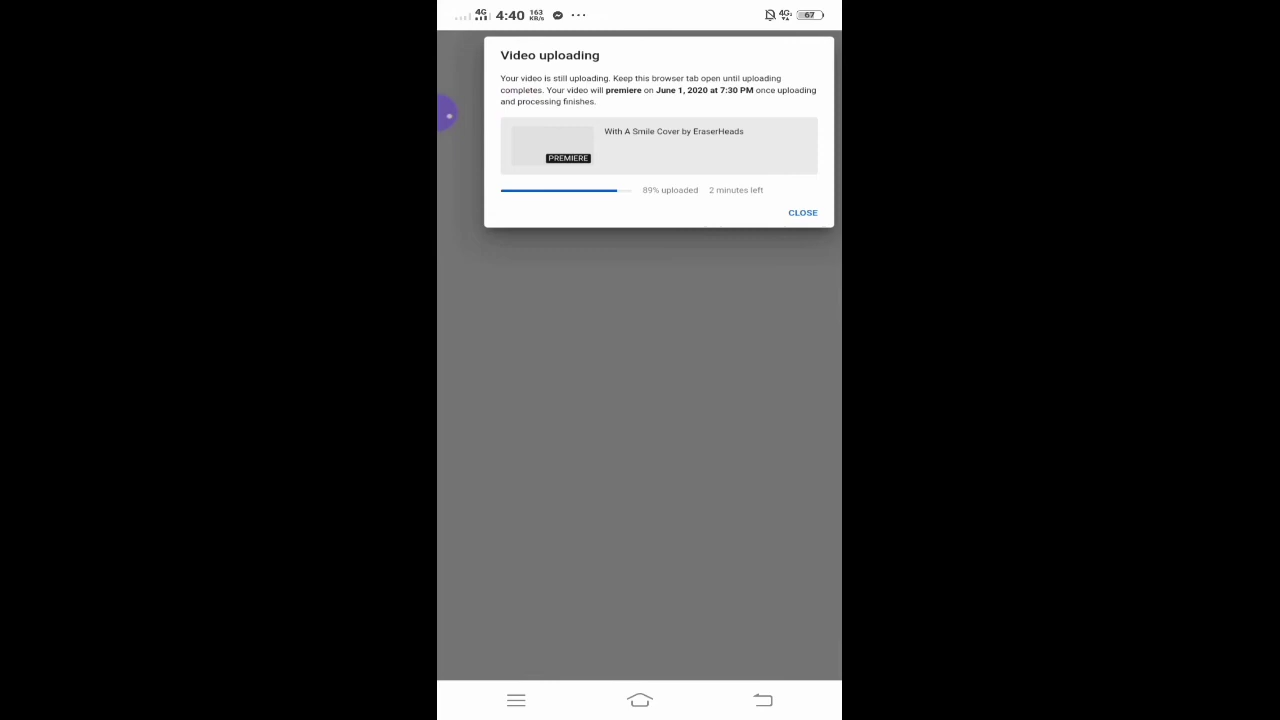 4G 4:40 163 KB/s ... 4G 67
Video uploading
Your video is still uploading. Keep this browser tab open until uploading
completes. Your video will premiere on June 1, 2020 at 7:30 PM once uploading
and processing finishes.
With A Smile Cover by EraserHeads
PREMIERE
89% uploaded 2 minutes left
CLOSE